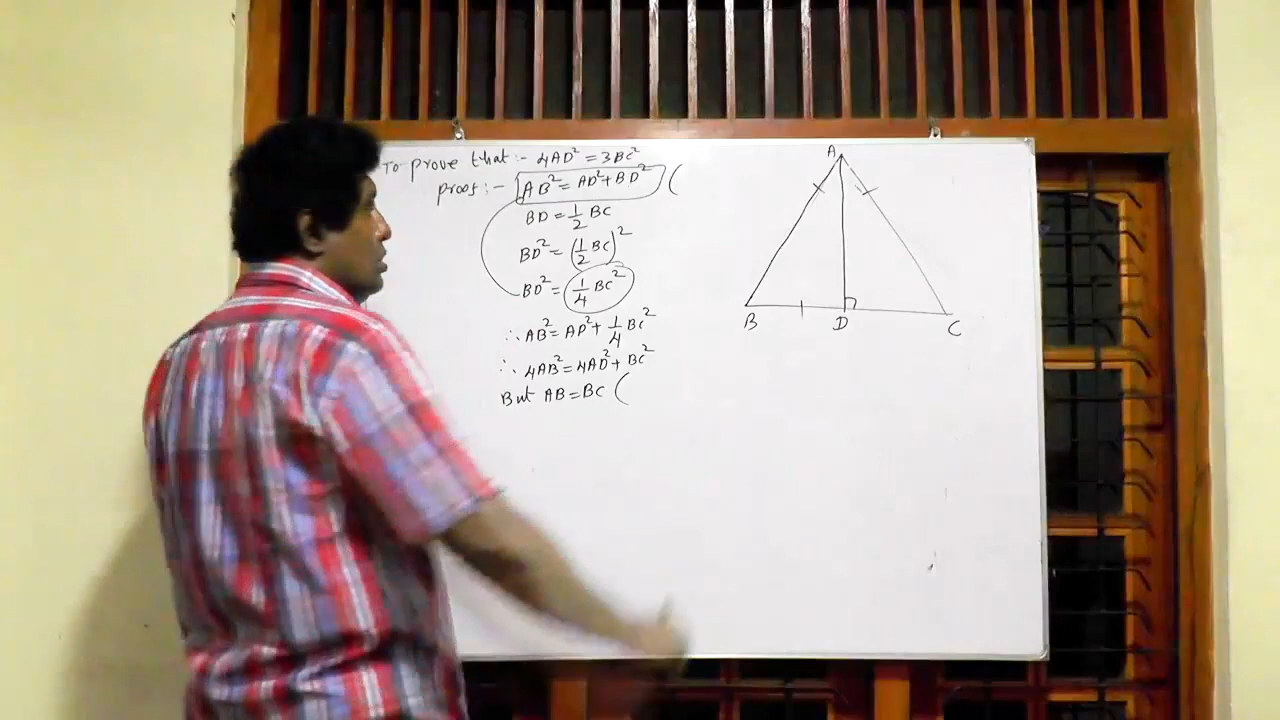 To prove that :- 4AD² = 3BC²
proof :- AB² = AD² + BD² (
BD = 1/2 BC
BD² = (1/2 BC)²
BD² = 1/4 BC²
∴ AB² = AD² + 1/4 BC²
∴ 4AB² = 4AD² + BC²
But AB = BC (
A
B D C